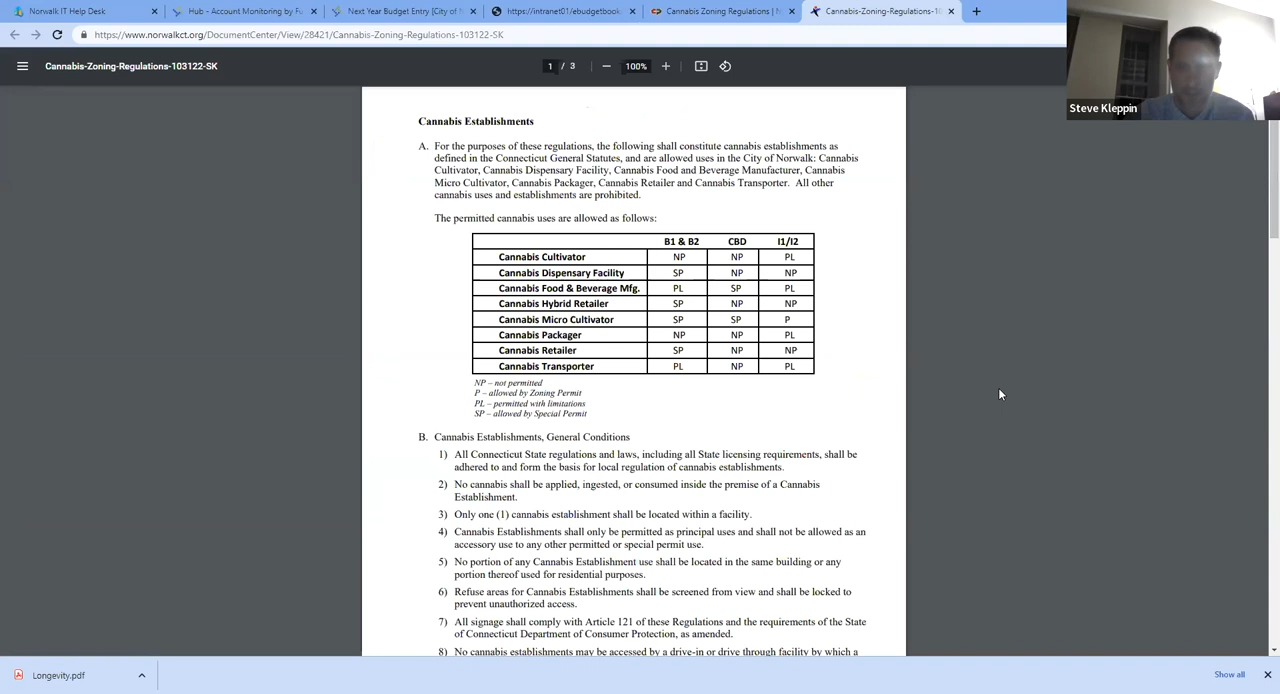 Norwalk IT Help Desk
Hub - Account Monitoring by Fu
Next Year Budget Entry [City of N
https://intranet01/ebudgetbook
Cannabis Zoning Regulations | N
Cannabis-Zoning-Regulations-10
https://www.norwalkct.org/DocumentCenter/View/28421/Cannabis-Zoning-Regulations-103122-SK
Cannabis-Zoning-Regulations-103122-SK
1 / 3
100%
Steve Kleppin
Cannabis Establishments
A. For the purposes of these regulations, the following shall constitute cannabis establishments as
defined in the Connecticut General Statutes, and are allowed uses in the City of Norwalk: Cannabis
Cultivator, Cannabis Dispensary Facility, Cannabis Food and Beverage Manufacturer, Cannabis
Micro Cultivator, Cannabis Packager, Cannabis Retailer and Cannabis Transporter. All other
cannabis uses and establishments are prohibited.
The permitted cannabis uses are allowed as follows:
B1 & B2 CBD I1/I2
Cannabis Cultivator NP NP PL
Cannabis Dispensary Facility SP NP NP
Cannabis Food & Beverage Mfg. PL SP PL
Cannabis Hybrid Retailer SP NP NP
Cannabis Micro Cultivator SP SP P
Cannabis Packager NP NP PL
Cannabis Retailer SP NP NP
Cannabis Transporter PL NP PL
NP – not permitted
P – allowed by Zoning Permit
PL – permitted with limitations
SP – allowed by Special Permit
B. Cannabis Establishments, General Conditions
1) All Connecticut State regulations and laws, including all State licensing requirements, shall be
adhered to and form the basis for local regulation of cannabis establishments.
2) No cannabis shall be applied, ingested, or consumed inside the premise of a Cannabis
Establishment.
3) Only one (1) cannabis establishment shall be located within a facility.
4) Cannabis Establishments shall only be permitted as principal uses and shall not be allowed as an
accessory use to any other permitted or special permit use.
5) No portion of any Cannabis Establishment use shall be located in the same building or any
portion thereof used for residential purposes.
6) Refuse areas for Cannabis Establishments shall be screened from view and shall be locked to
prevent unauthorized access.
7) All signage shall comply with Article 121 of these Regulations and the requirements of the State
of Connecticut Department of Consumer Protection, as amended.
8) No cannabis establishments may be accessed by a drive-in or drive through facility by which a
Longevity.pdf
Show all